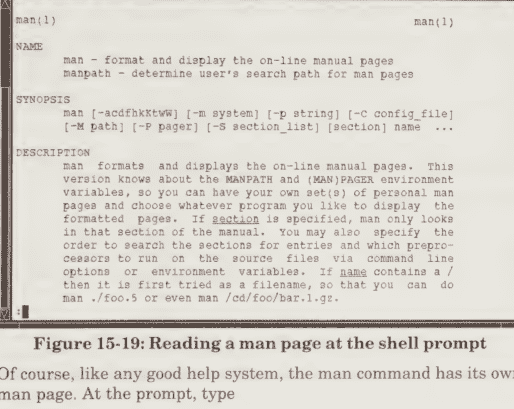 man(1) man(1)
NAME
man - format and display the on-line manual pages
manpath - determine user's search path for man pages
SYNOPSIS
man [-acdfhkKtwW] [-m system] [-p string] [-C config_file]
[-M path] [-P pager] [-S section_list] [section] name ...
DESCRIPTION
man formats and displays the on-line manual pages. This
version knows about the MANPATH and (MAN)PAGER environment
variables, so you can have your own set(s) of personal man
pages and choose whatever program you like to display the
formatted pages. If section is specified, man only looks
in that section of the manual. You may also specify the
order to search the sections for entries and which prepro-
cessors to run on the source files via command line
options or environment variables. If name contains a /
then it is first tried as a filename, so that you can do
man ./foo.5 or even man /cd/foo/bar.1.gz.
:
Figure 15-19: Reading a man page at the shell prompt
Of course, like any good help system, the man command has its own
man page. At the prompt, type